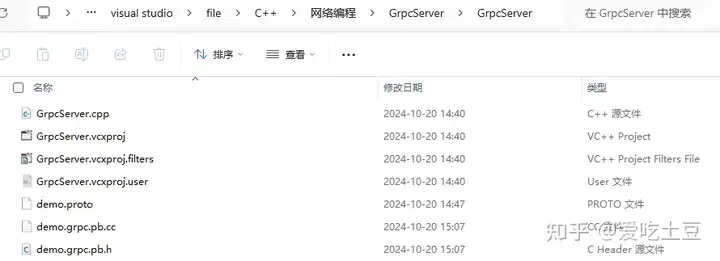 … visual studio > file > C++ > 网络编程 > GrpcServer > GrpcServer 在 GrpcServer 中搜索
排序 查看 …
名称 修改日期 类型
GrpcServer.cpp 2024-10-20 14:40 C++ 源文件
GrpcServer.vcxproj 2024-10-20 14:40 VC++ Project
GrpcServer.vcxproj.filters 2024-10-20 14:40 VC++ Project Filters File
GrpcServer.vcxproj.user 2024-10-20 14:40 User 文件
demo.proto 2024-10-20 14:47 PROTO 文件
demo.grpc.pb.cc 2024-10-20 15:07 CC 文件
demo.grpc.pb.h 2024-10-20 15:07 C Header 源文件
知乎 @爱吃土豆